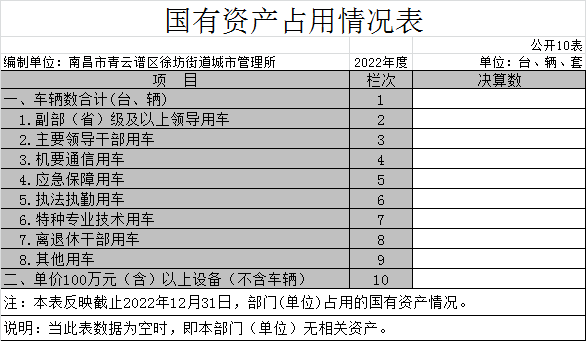 国有资产占用情况表
公开10表
编制单位：南昌市青云谱区徐坊街道城市管理所 2022年度 单位：台、辆、套
项 目 栏次 决算数
一、车辆数合计(台、辆) 1
1.副部（省）级及以上领导用车 2
2.主要领导干部用车 3
3.机要通信用车 4
4.应急保障用车 5
5.执法执勤用车 6
6.特种专业技术用车 7
7.离退休干部用车 8
8.其他用车 9
二、单价100万元（含）以上设备（不含车辆） 10
注：本表反映截止2022年12月31日，部门(单位)占用的国有资产情况。
说明：当此表数据为空时，即本部门（单位）无相关资产。